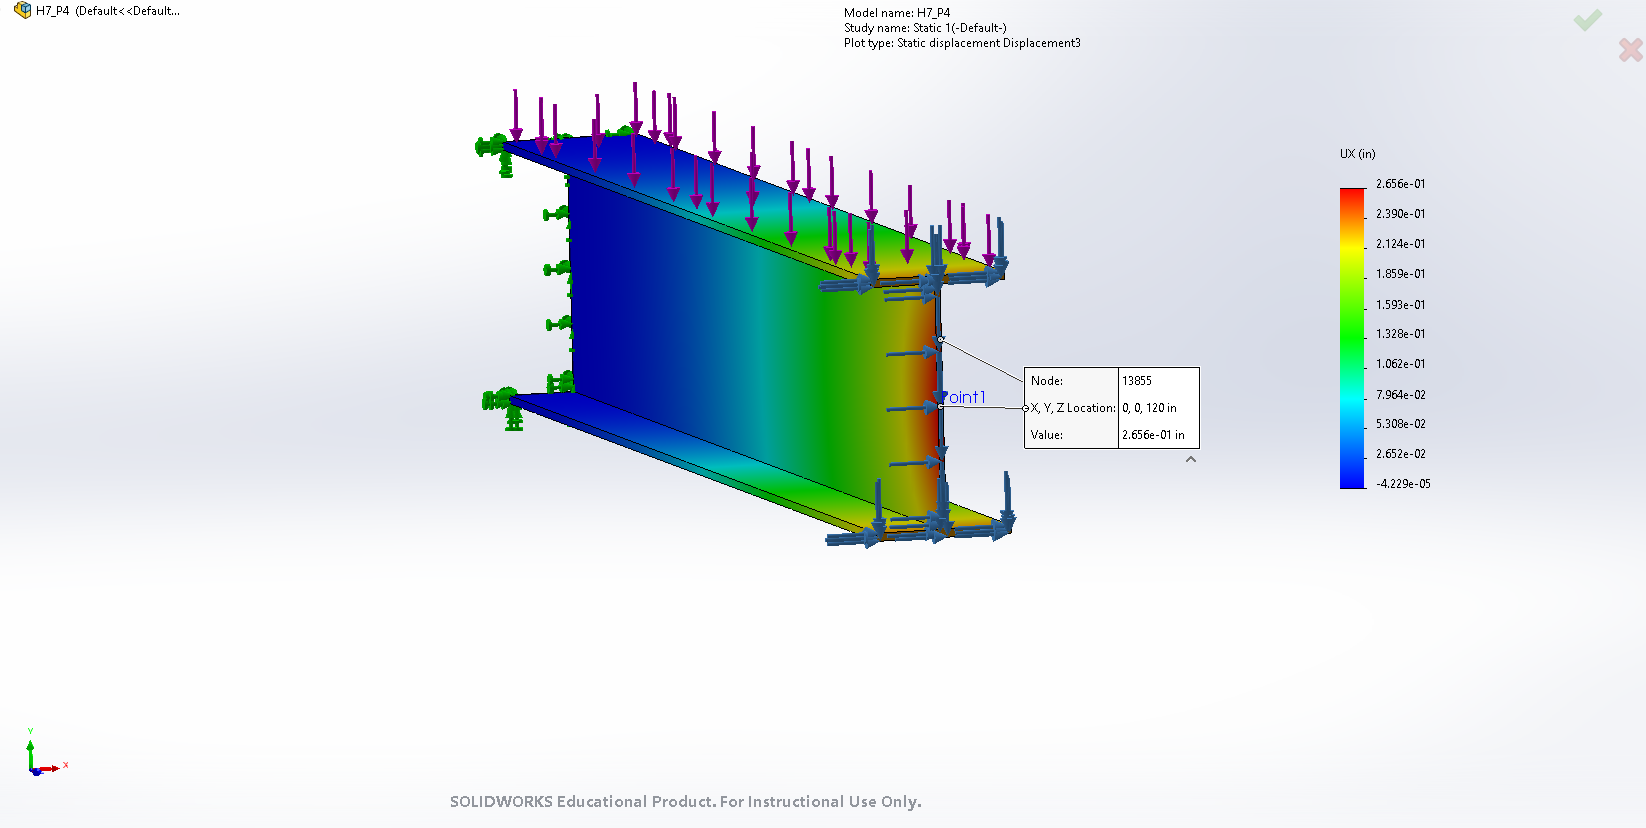 H7_P4 (Default<<Default...
Model name: H7_P4
Study name: Static 1(-Default-)
Plot type: Static displacement Displacement3
UX (in)
2.656e-01
2.390e-01
2.124e-01
1.859e-01
1.593e-01
1.328e-01
1.062e-01
7.964e-02
5.308e-02
2.652e-02
-4.229e-05
Node: 13855
X, Y, Z Location: 0, 0, 120 in
Value: 2.656e-01 in
Point1
Y
X
SOLIDWORKS Educational Product. For Instructional Use Only.